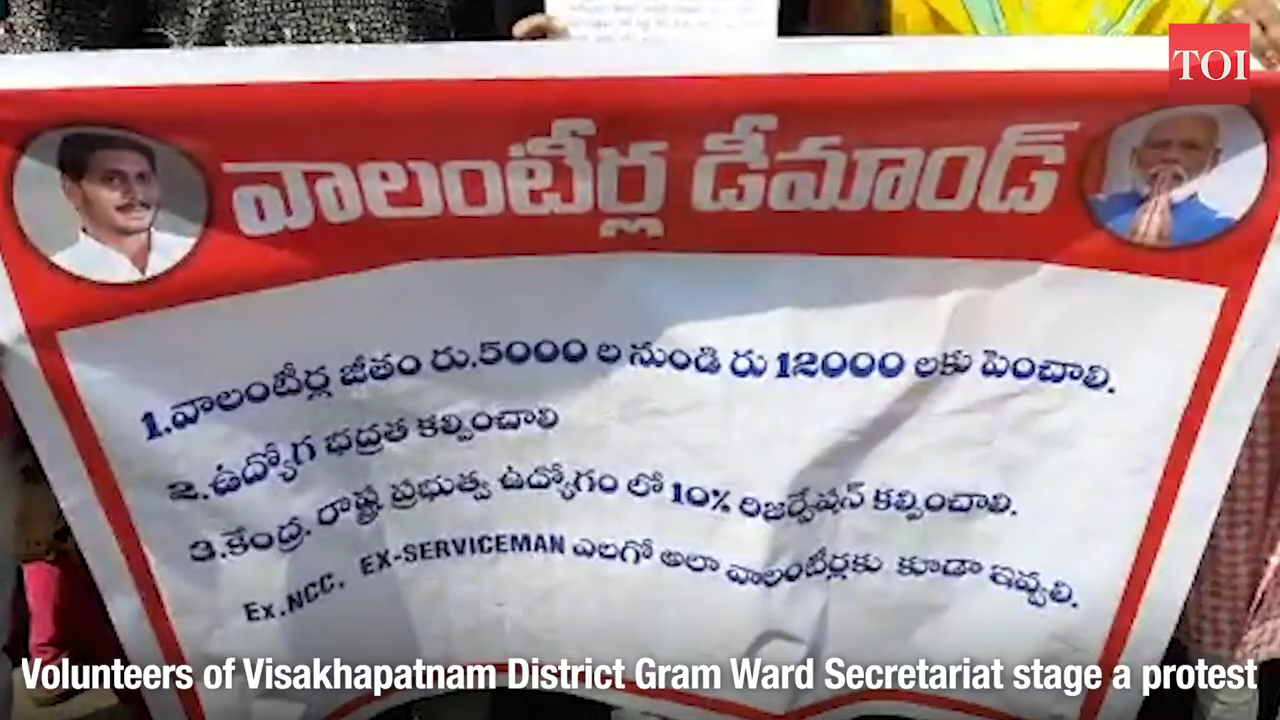 TOI
వాలంటీర్ల డీమాండ్
1.వాలంటీర్ల జీతం రు.5000 ల నుండి రు 12000 లకు పెంచాలి.
2.ఉద్యోగ భద్రత కల్పించాలి
3.కేంద్ర. రాష్ట్ర ప్రభుత్వ ఉద్యోగం లో 10% రిజర్వేషన్ కల్పించాలి.
Ex.NCC. EX-SERVICEMAN ఎలగో అలా వాలంటీర్లకు కూడా ఇవ్వలి.
Volunteers of Visakhapatnam District Gram Ward Secretariat stage a protest